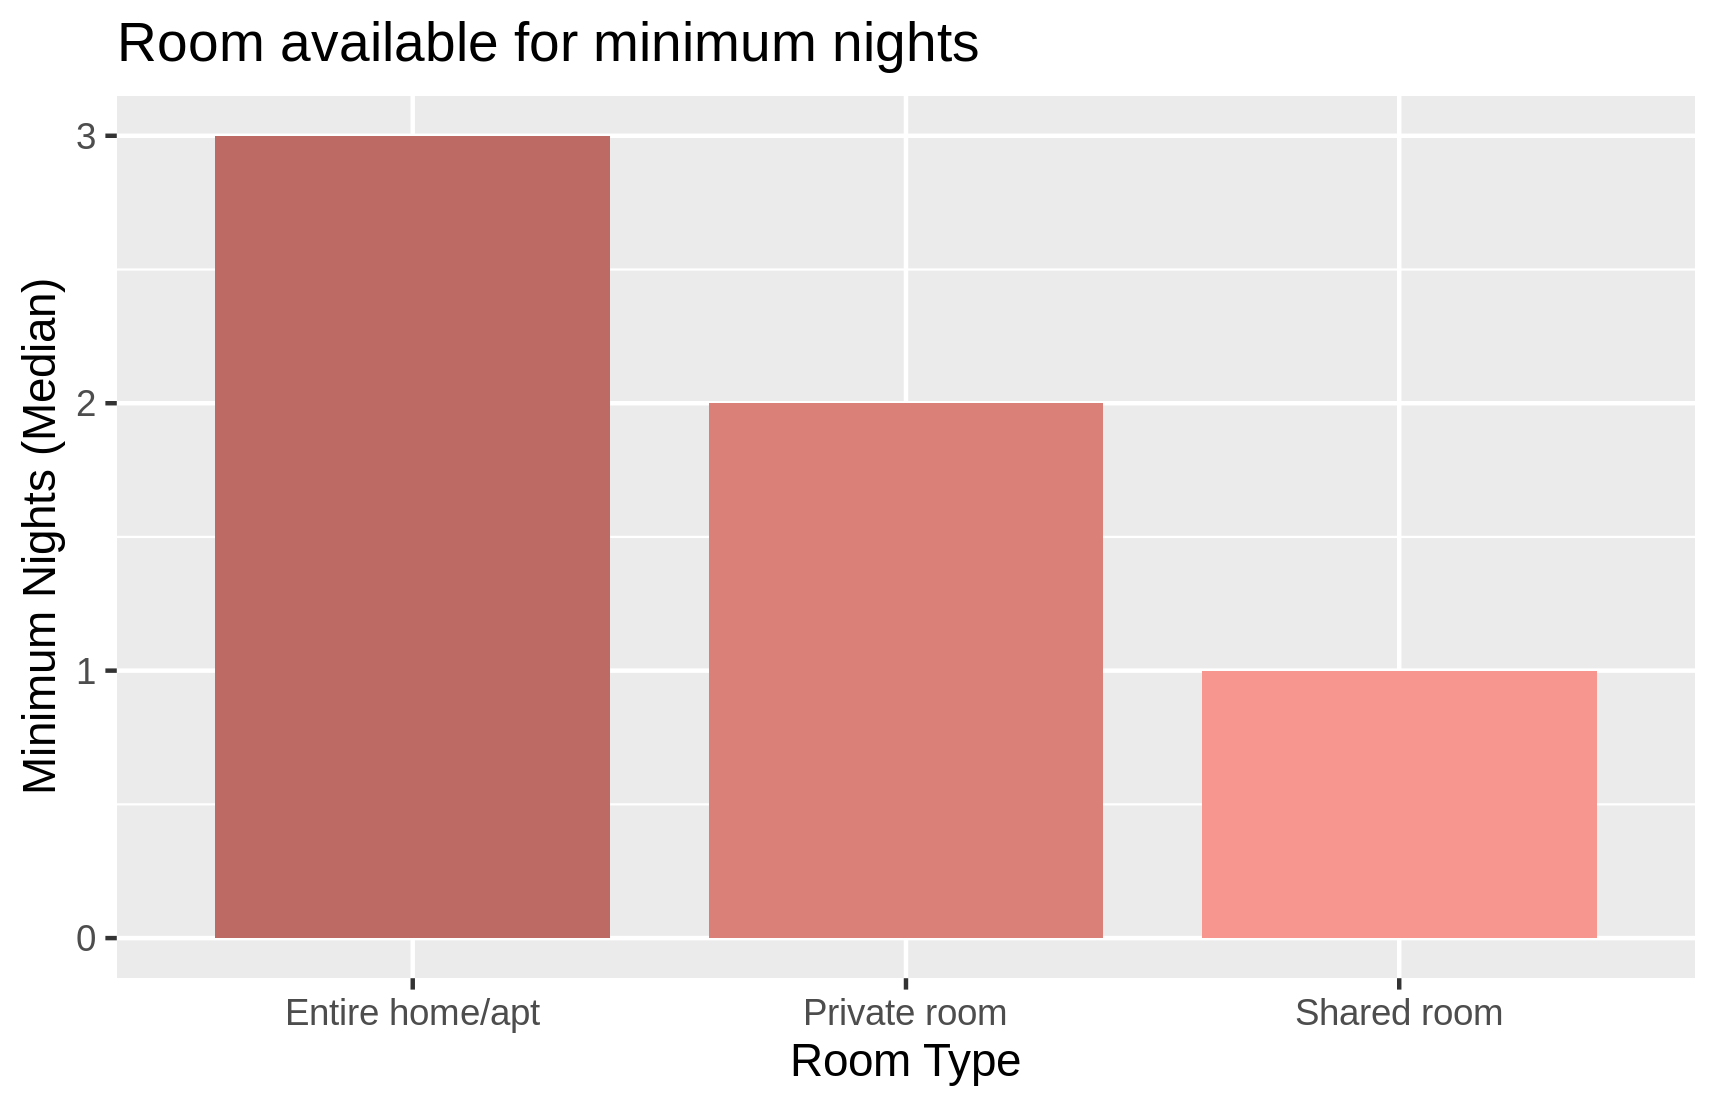 Room available for minimum nights
Minimum Nights (Median)
3
2
1
0
Entire home/apt
Private room
Shared room
Room Type